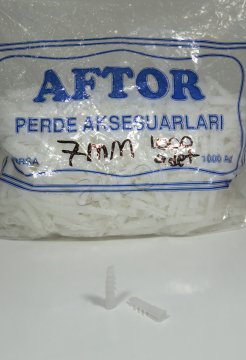 AFTOR
PERDE AKSESUARLARI
7mm 1000 adet
1000 Ad